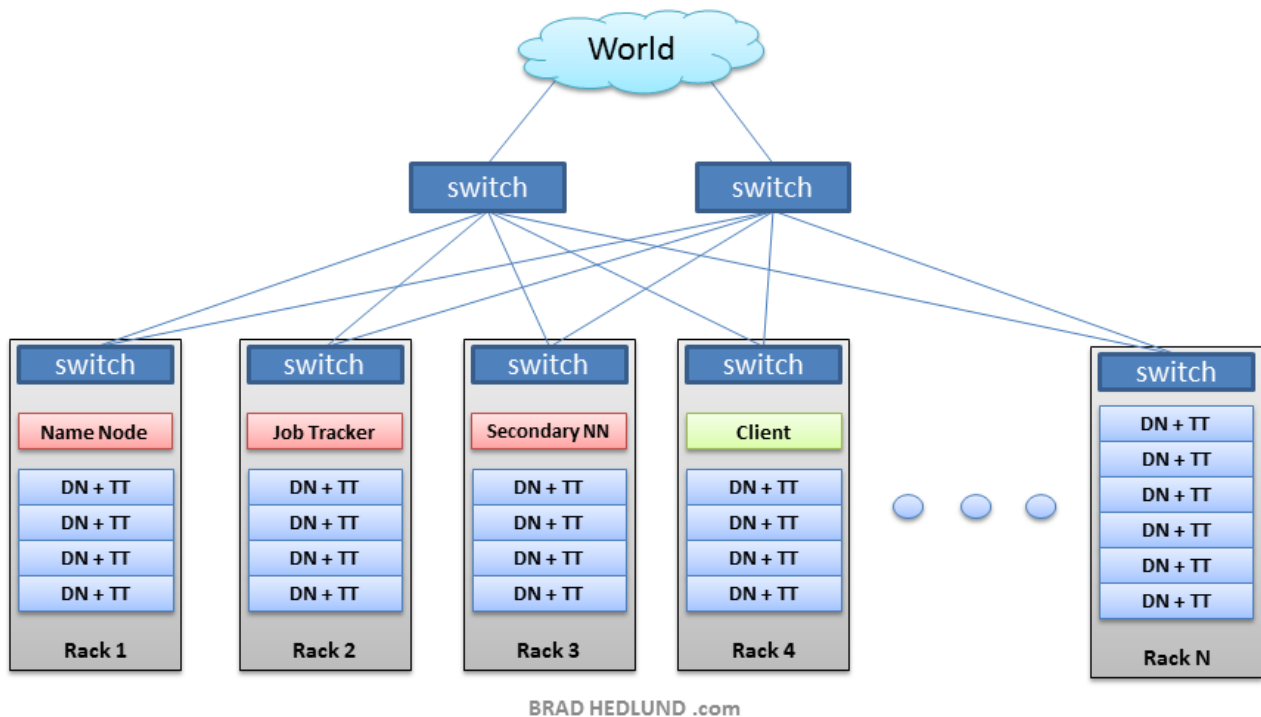 World
switch
switch
switch
Name Node
DN + TT
DN + TT
DN + TT
DN + TT
Rack 1
switch
Job Tracker
DN + TT
DN + TT
DN + TT
DN + TT
Rack 2
switch
Secondary NN
DN + TT
DN + TT
DN + TT
DN + TT
Rack 3
switch
Client
DN + TT
DN + TT
DN + TT
DN + TT
Rack 4
switch
DN + TT
DN + TT
DN + TT
DN + TT
DN + TT
DN + TT
Rack N
BRAD HEDLUND .com